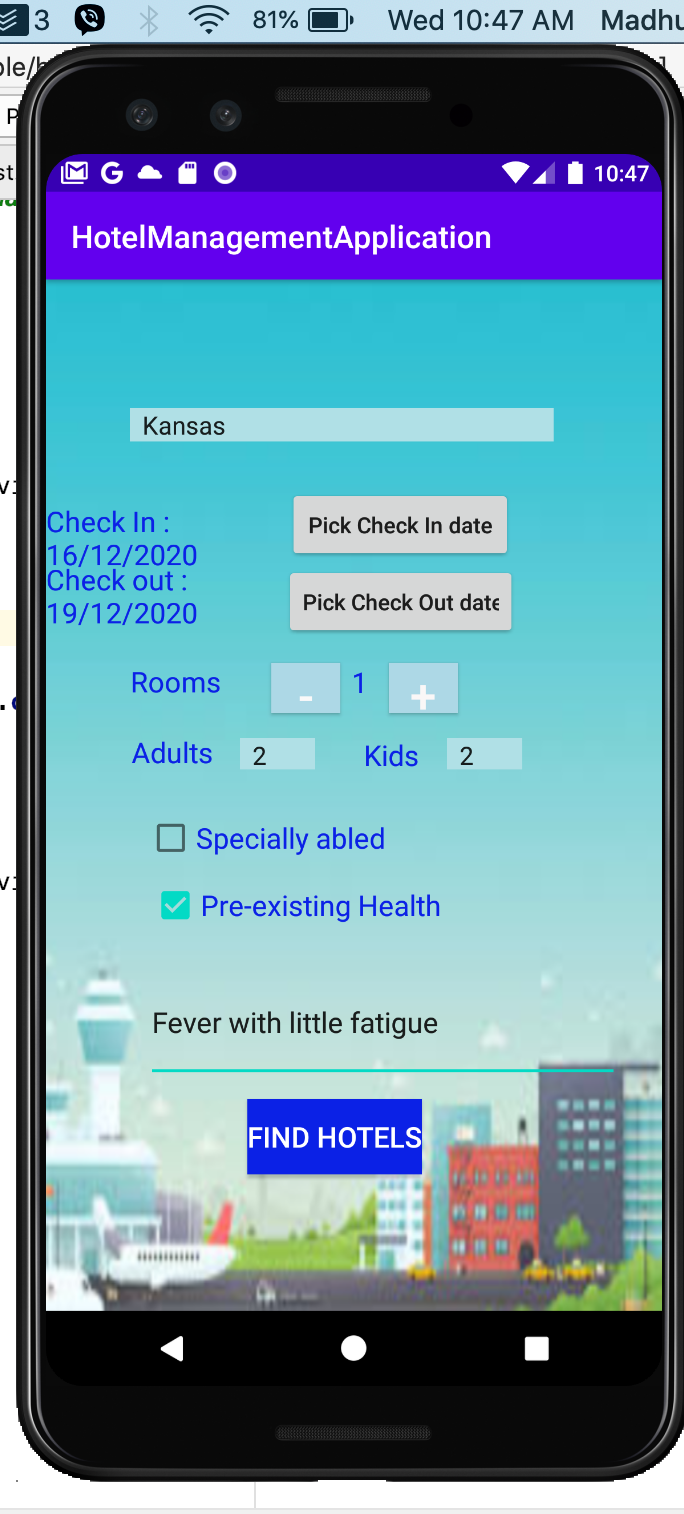 3 81% Wed 10:47 AM Madhu
10:47
HotelManagementApplication
Kansas
Check In :
16/12/2020
Pick Check In date
Check out :
19/12/2020
Pick Check Out date
Rooms - 1 +
Adults 2 Kids 2
Specially abled
Pre-existing Health
Fever with little fatigue
FIND HOTELS